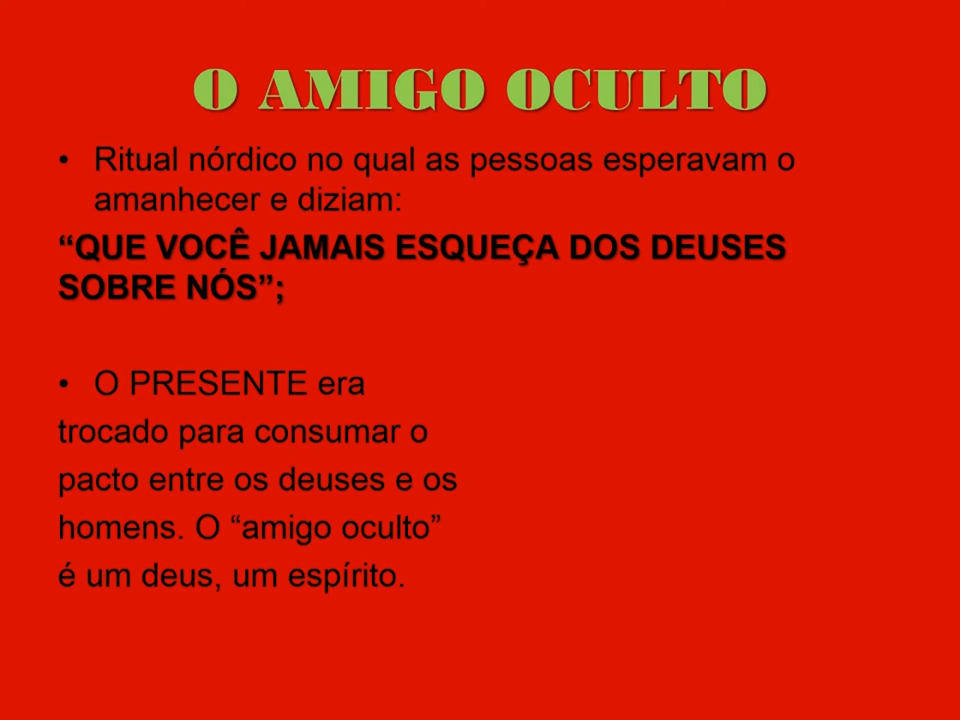 O AMIGO OCULTO
• Ritual nórdico no qual as pessoas esperavam o
amanhecer e diziam:
“QUE VOCÊ JAMAIS ESQUEÇA DOS DEUSES
SOBRE NÓS”;
• O PRESENTE era
trocado para consumar o
pacto entre os deuses e os
homens. O “amigo oculto”
é um deus, um espírito.